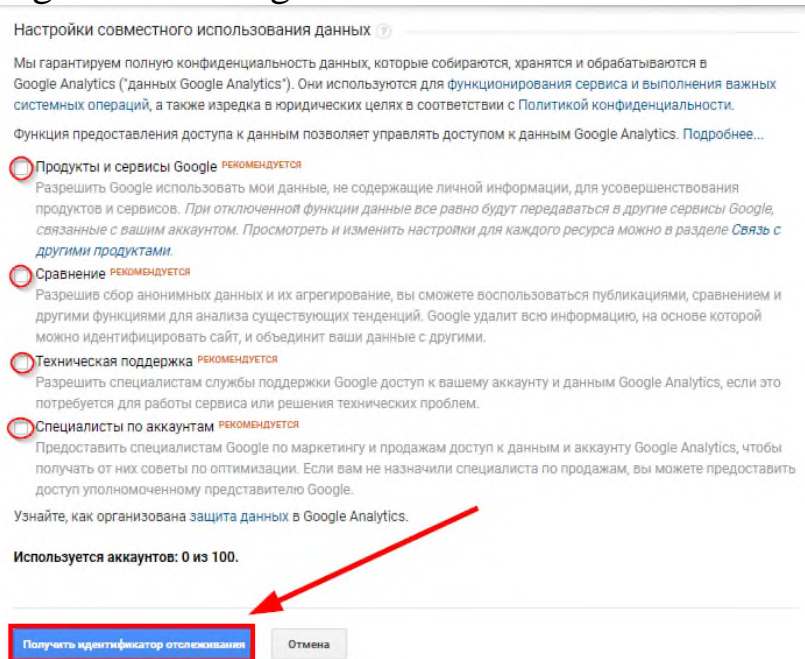 Настройки совместного использования данных ?
Мы гарантируем полную конфиденциальность данных, которые собираются, хранятся и обрабатываются в
Google Analytics ("данных Google Analytics"). Они используются для функционирования сервиса и выполнения важных
системных операций, а также изредка в юридических целях в соответствии с Политикой конфиденциальности.
Функция предоставления доступа к данным позволяет управлять доступом к данным Google Analytics. Подробнее...
Продукты и сервисы Google РЕКОМЕНДУЕТСЯ
Разрешить Google использовать мои данные, не содержащие личной информации, для усовершенствования
продуктов и сервисов. При отключенной функции данные все равно будут передаваться в другие сервисы Google,
связанные с вашим аккаунтом. Просмотреть и изменить настройки для каждого ресурса можно в разделе Связь с
другими продуктами.
Сравнение РЕКОМЕНДУЕТСЯ
Разрешив сбор анонимных данных и их агрегирование, вы сможете воспользоваться публикациями, сравнением и
другими функциями для анализа существующих тенденций. Google удалит всю информацию, на основе которой
можно идентифицировать сайт, и объединит ваши данные с другими.
Техническая поддержка РЕКОМЕНДУЕТСЯ
Разрешить специалистам службы поддержки Google доступ к вашему аккаунту и данным Google Analytics, если это
потребуется для работы сервиса или решения технических проблем.
Специалисты по аккаунтам РЕКОМЕНДУЕТСЯ
Предоставить специалистам Google по маркетингу и продажам доступ к данным и аккаунту Google Analytics, чтобы
получать от них советы по оптимизации. Если вам не назначили специалиста по продажам, вы можете предоставить
доступ уполномоченному представителю Google.
Узнайте, как организована защита данных в Google Analytics.
Используется аккаунтов: 0 из 100.
Получить идентификатор отслеживания Отмена